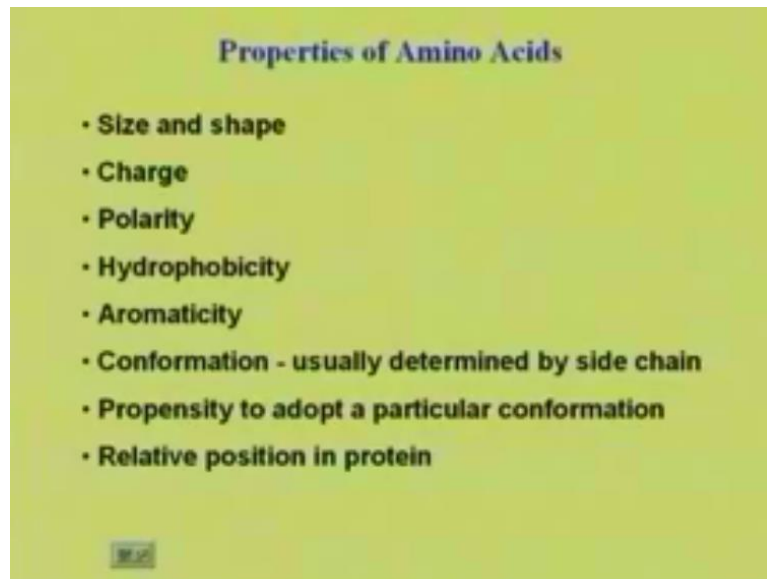 Properties of Amino Acids
• Size and shape
• Charge
• Polarity
• Hydrophobicity
• Aromaticity
• Conformation - usually determined by side chain
• Propensity to adopt a particular conformation
• Relative position in protein